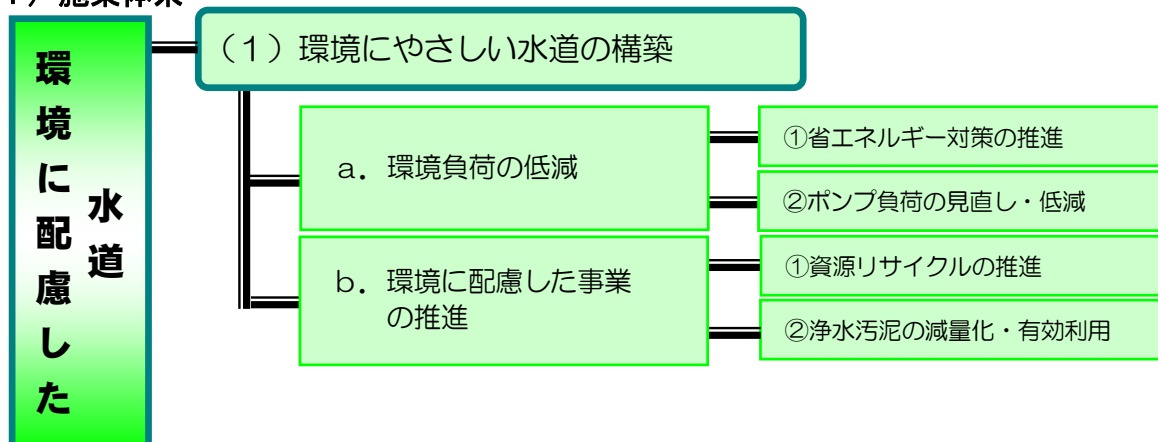 環境に配慮した
水道
（１）環境にやさしい水道の構築
ａ．環境負荷の低減
①省エネルギー対策の推進
②ポンプ負荷の見直し・低減
ｂ．環境に配慮した事業
の推進
①資源リサイクルの推進
②浄水汚泥の減量化・有効利用